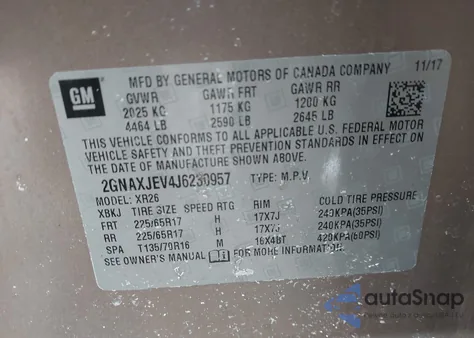 MFD BY GENERAL MOTORS OF CANADA COMPANY 11/17
GM
GVWR GAWR FRT GAWR RR
2025 KG 1175 KG 1200 KG
4464 LB 2590 LB 2645 LB
THIS VEHICLE CONFORMS TO ALL APPLICABLE U.S. FEDERAL MOTOR
VEHICLE AND THEFT PREVENTION STANDARDS IN EFFECT ON
THE DATE OF MANUFACTURE SHOWN ABOVE.
2GNAXJEV4J6230957 TYPE: M.P.V
MODEL: XR26
XBKJ TIRE SIZE SPEED RTG RIM COLD TIRE PRESSURE
FRT 225/65R17 H 17X7J 240KPA(35PSI)
RR 225/65R17 H 17X7J 240KPA(35PSI)
SPA T135/70R16 M 16X4BT 420KPA(60PSI)
SEE OWNER'S MANUAL FOR MORE INFORMATION.
autoSnap